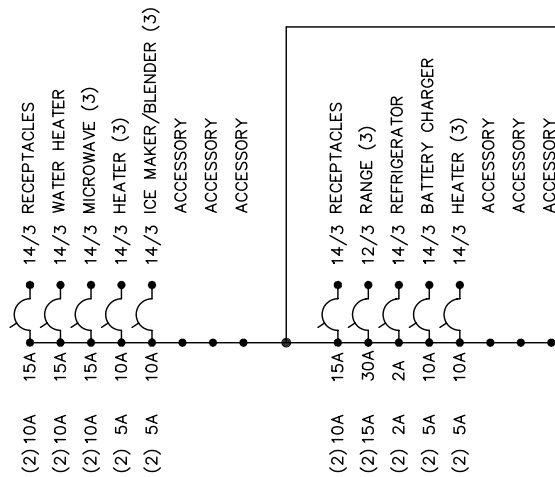 (2) 10A 15A 14/3 RECEPTACLES
(2) 10A 15A 14/3 WATER HEATER
(2) 10A 15A 14/3 MICROWAVE (3)
(2) 5A 10A 14/3 HEATER (3)
(2) 5A 10A 14/3 ICE MAKER/BLENDER (3)
ACCESSORY
ACCESSORY
ACCESSORY
(2) 10A 15A 14/3 RECEPTACLES
(2) 15A 30A 12/3 RANGE (3)
(2) 2A 2A 14/3 REFRIGERATOR
(2) 5A 10A 14/3 BATTERY CHARGER
(2) 5A 10A 14/3 HEATER (3)
ACCESSORY
ACCESSORY
ACCESSORY